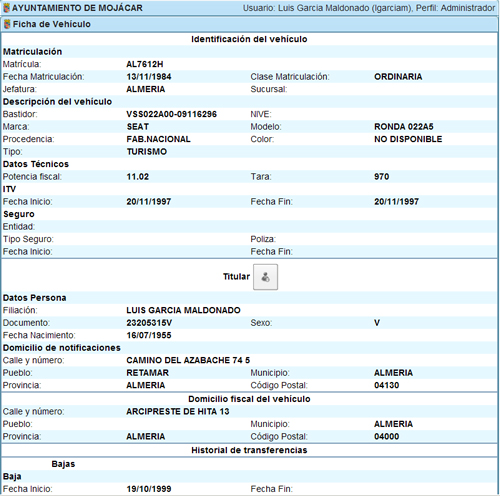 AYUNTAMIENTO DE MOJÁCAR Usuario: Luis Garcia Maldonado (lgarciam), Perfil: Administrador
Ficha de Vehículo
Identificación del vehículo
Matriculación
Matrícula: AL7612H
Fecha Matriculación: 13/11/1984 Clase Matriculación: ORDINARIA
Jefatura: ALMERIA Sucursal:
Descripción del vehículo
Bastidor: VSS022A00-09116296 NIVE:
Marca: SEAT Modelo: RONDA 022A5
Procedencia: FAB.NACIONAL Color: NO DISPONIBLE
Tipo: TURISMO
Datos Técnicos
Potencia fiscal: 11.02 Tara: 970
ITV
Fecha Inicio: 20/11/1997 Fecha Fin: 20/11/1997
Seguro
Entidad:
Tipo Seguro: Poliza:
Fecha Inicio: Fecha Fin:
Titular
Datos Persona
Filiación: LUIS GARCIA MALDONADO
Documento: 23205315V Sexo: V
Fecha Nacimiento: 16/07/1955
Domicilio de notificaciones
Calle y número: CAMINO DEL AZABACHE 74 5
Pueblo: RETAMAR Municipio: ALMERIA
Provincia: ALMERIA Código Postal: 04130
Domicilio fiscal del vehículo
Calle y número: ARCIPRESTE DE HITA 13
Pueblo: Municipio: ALMERIA
Provincia: ALMERIA Código Postal: 04000
Historial de transferencias
Bajas
Baja
Fecha Inicio: 19/10/1999 Fecha Fin: